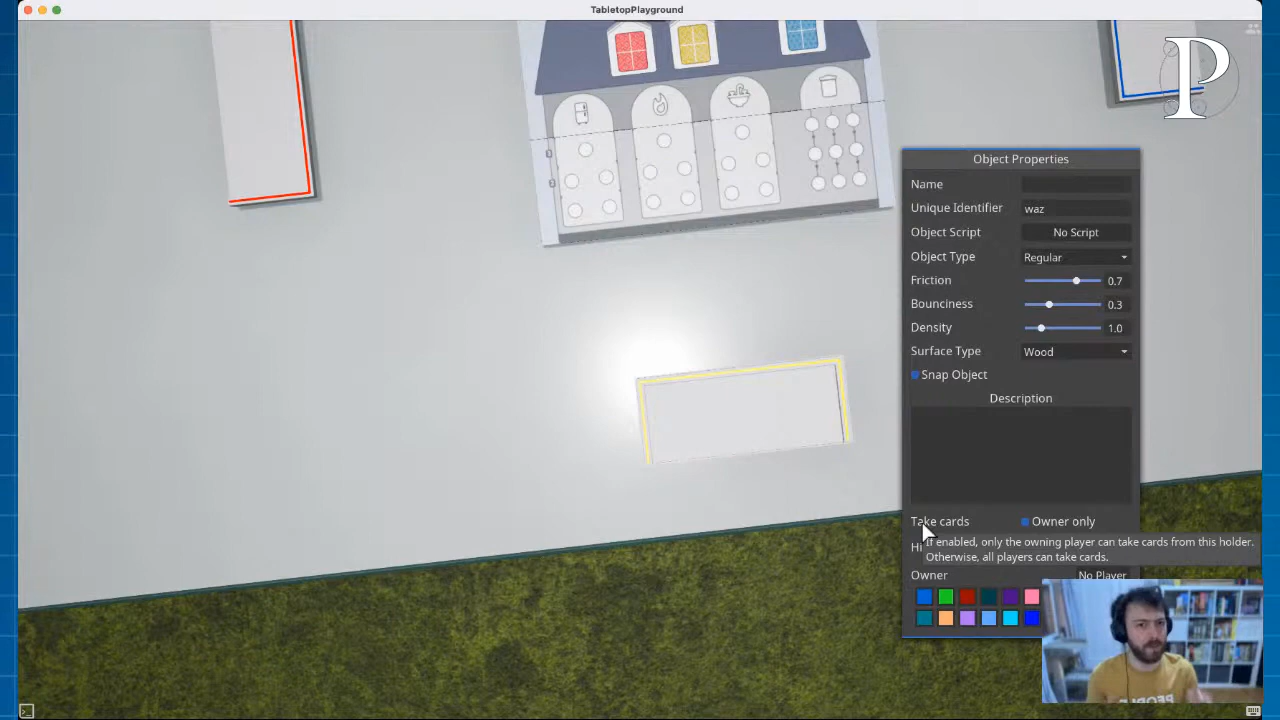 TabletopPlayground
P
Object Properties
Name
Unique Identifier waz
Object Script No Script
Object Type Regular
Friction 0.7
Bounciness 0.3
Density 1.0
Surface Type Wood
Snap Object
Description
Take cards Owner only
If enabled, only the owning player can take cards from this holder.
Otherwise, all players can take cards.
Hi
Owner No Player
PEOPLE